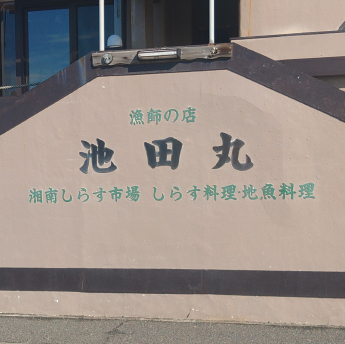 漁師の店
池田丸
湘南しらす市場 しらす料理・地魚料理